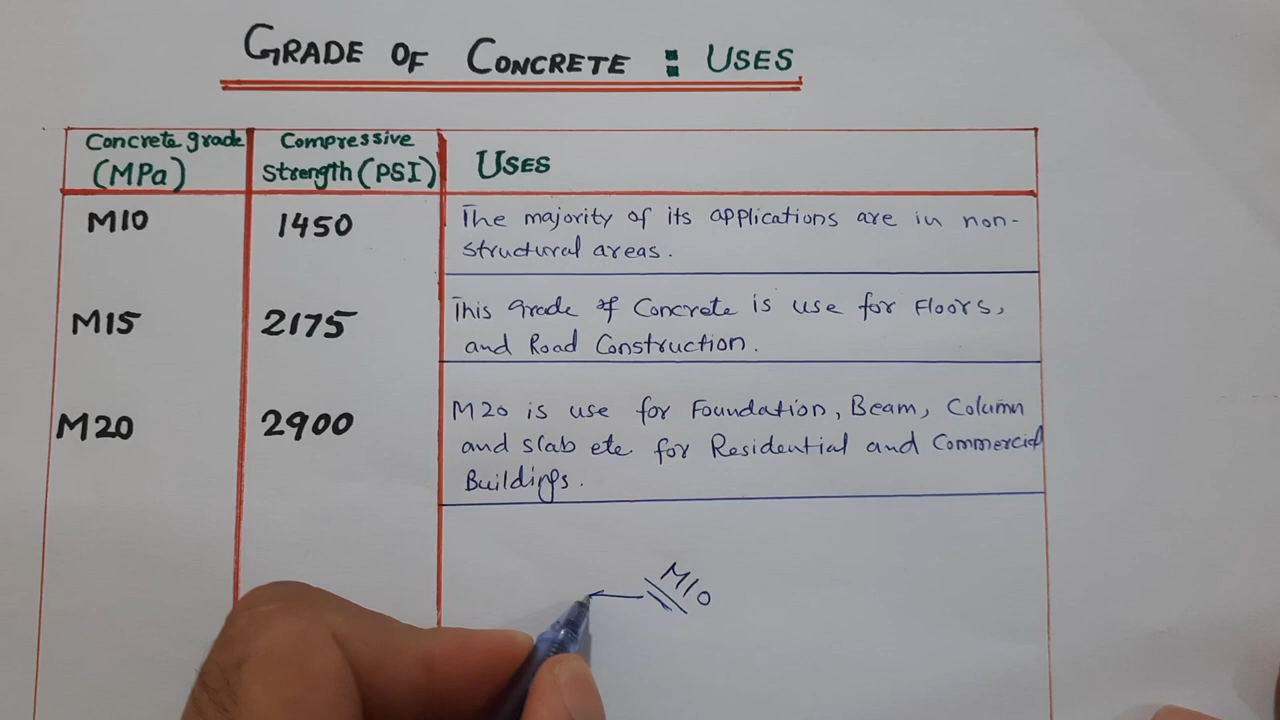 GRADE OF CONCRETE : USES
Concrete grade (MPa)
Compressive Strength (PSI)
USES
M10
1450
The majority of its applications are in non-
structural areas.
M15
2175
This grade of Concrete is use for Floors,
and Road Construction.
M20
2900
M20 is use for Foundation, Beam, Column
and slab etc for Residential and Commercial
Buildings.
M10